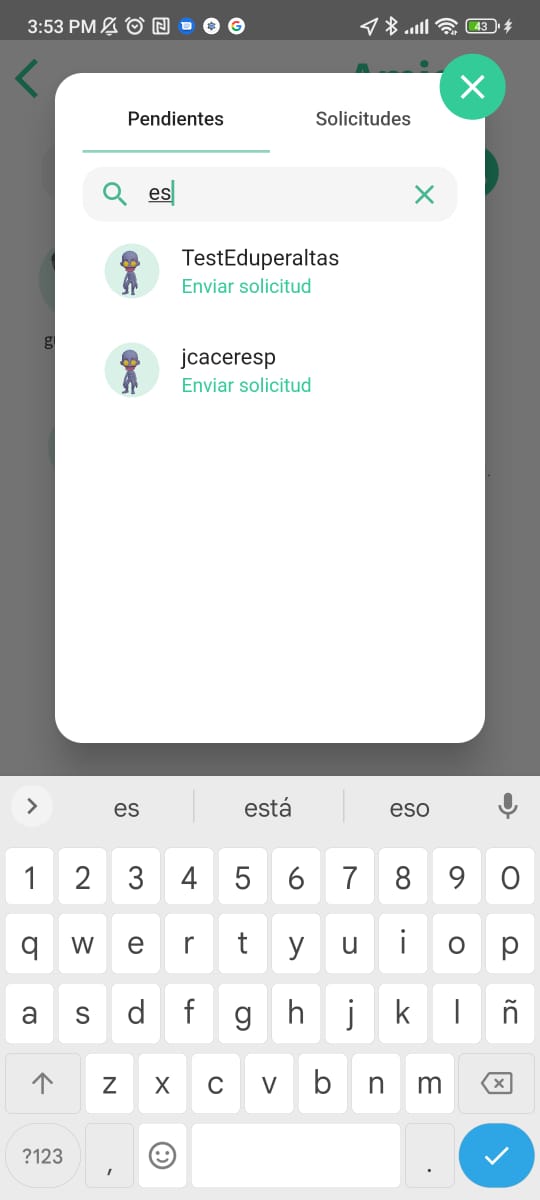 3:53 PM
43
Pendientes
Solicitudes
es
TestEduperaltas
Enviar solicitud
jcaceresp
Enviar solicitud
es está eso
1 2 3 4 5 6 7 8 9 0
q w e r t y u i o p
a s d f g h j k l ñ
z x c v b n m
?123 , .